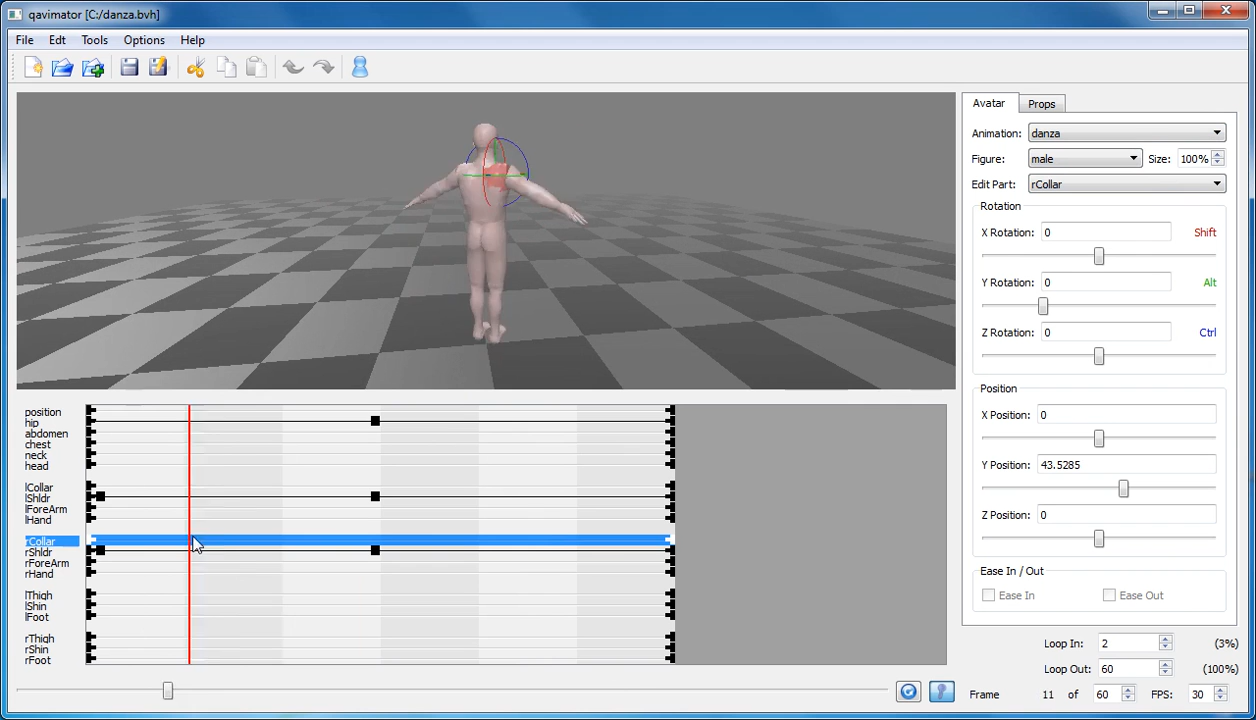 qavimator [C:/danza.bvh]
File Edit Tools Options Help
Avatar Props
Animation: danza
Figure: male Size: 100%
Edit Part: rCollar
Rotation
X Rotation: 0 Shift
Y Rotation: 0 Alt
Z Rotation: 0 Ctrl
Position
X Position: 0
Y Position: 43.5285
Z Position: 0
Ease In / Out
Ease In Ease Out
Loop In: 2 (3%)
Loop Out: 60 (100%)
Frame 11 of 60 FPS: 30
position
hip
abdomen
chest
neck
head
lCollar
lShldr
lForeArm
lHand
rCollar
rShldr
rForeArm
rHand
lThigh
lShin
lFoot
rThigh
rShin
rFoot